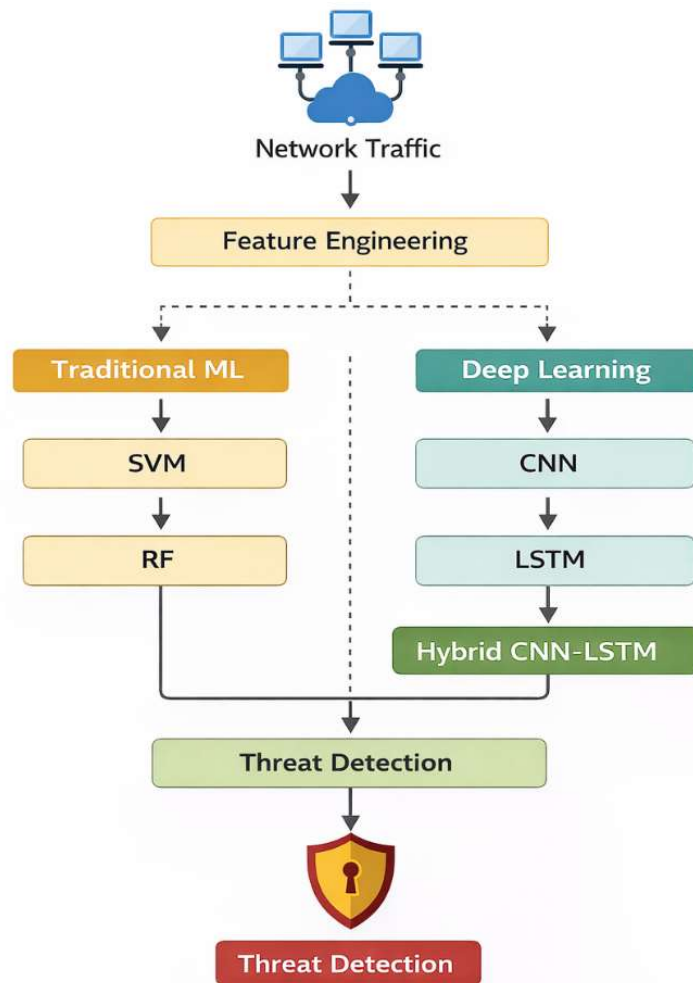 Network Traffic
Feature Engineering
Traditional ML
Deep Learning
SVM
CNN
RF
LSTM
Hybrid CNN-LSTM
Threat Detection
Threat Detection